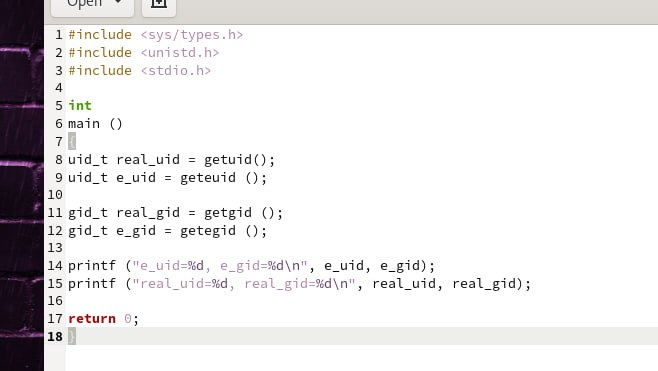 Open
1 #include <sys/types.h>
2 #include <unistd.h>
3 #include <stdio.h>
4
5 int
6 main ()
7 {
8 uid_t real_uid = getuid();
9 uid_t e_uid = geteuid ();
10
11 gid_t real_gid = getgid ();
12 gid_t e_gid = getegid ();
13
14 printf ("e_uid=%d, e_gid=%d\n", e_uid, e_gid);
15 printf ("real_uid=%d, real_gid=%d\n", real_uid, real_gid);
16
17 return 0;
18 }